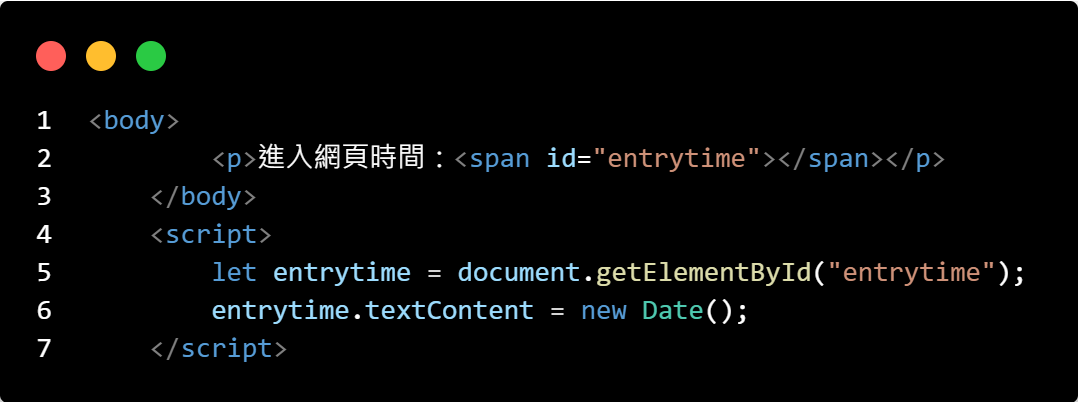 1 <body>
2 <p>進入網頁時間：<span id="entrytime"></span></p>
3 </body>
4 <script>
5 let entrytime = document.getElementById("entrytime");
6 entrytime.textContent = new Date();
7 </script>